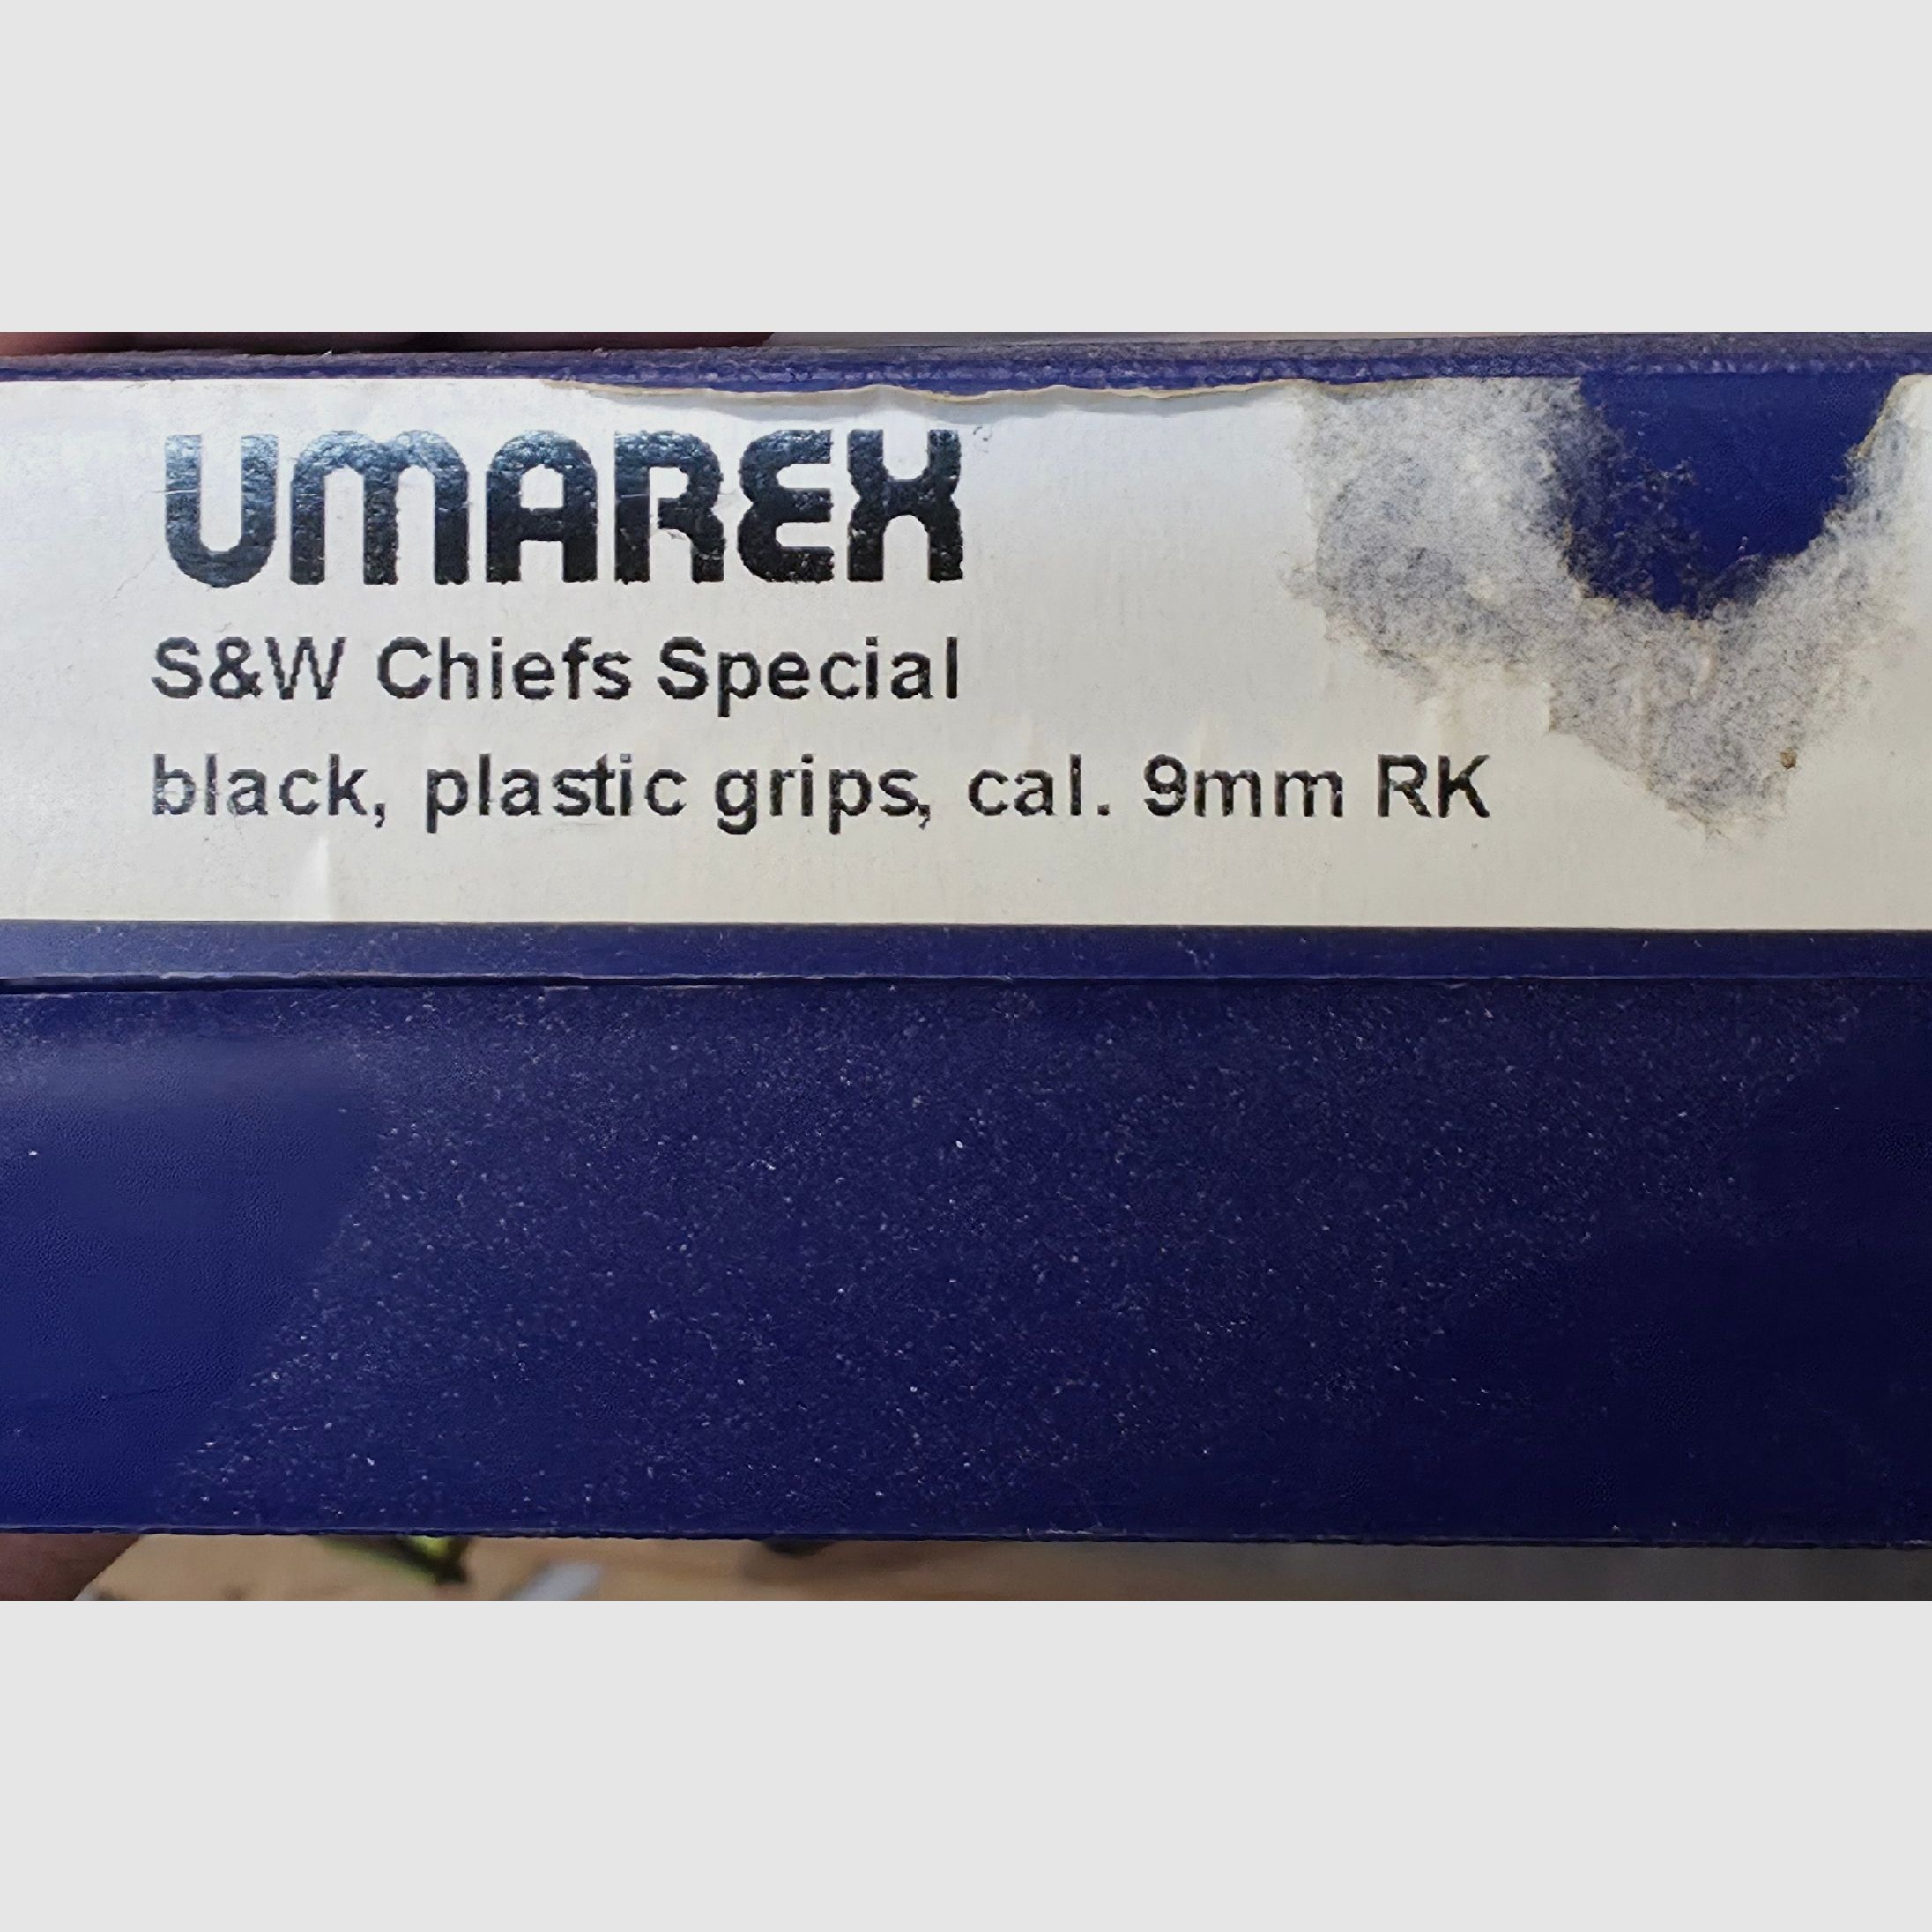 UMAREX
S&W Chiefs Special
black, plastic grips, cal. 9mm RK